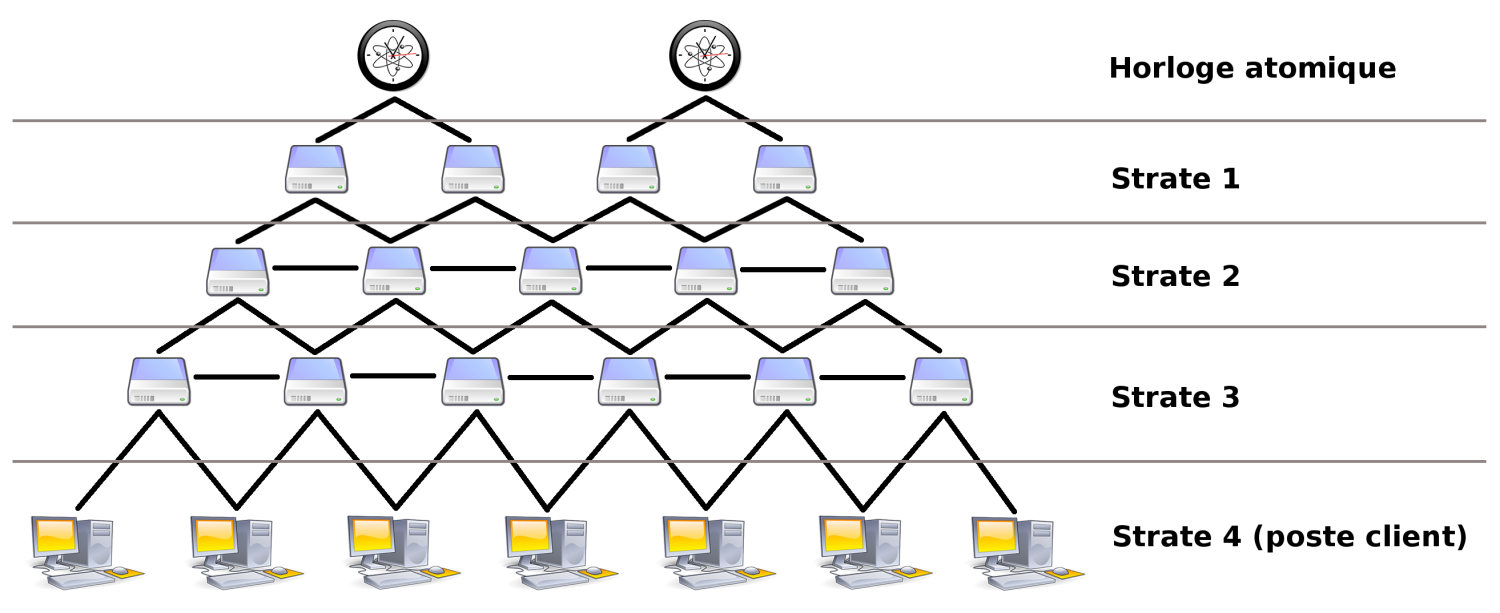 Horloge atomique
Strate 1
Strate 2
Strate 3
Strate 4 (poste client)